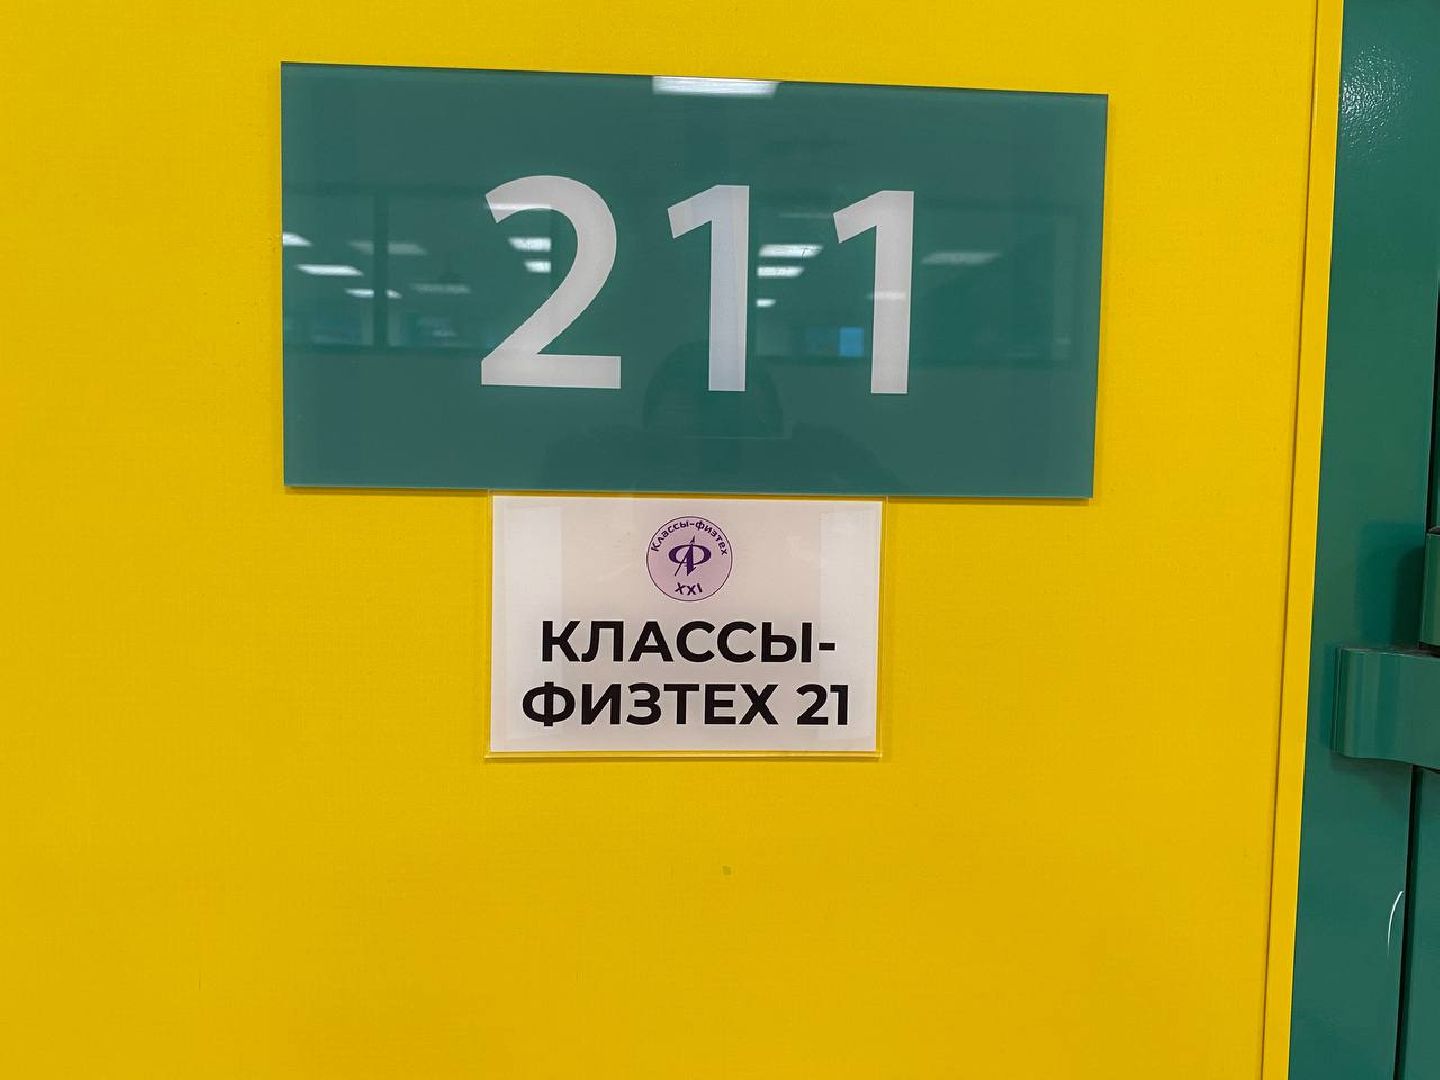 211
Классы-физтех
XXI
КЛАССЫ-
ФИЗТЕХ 21